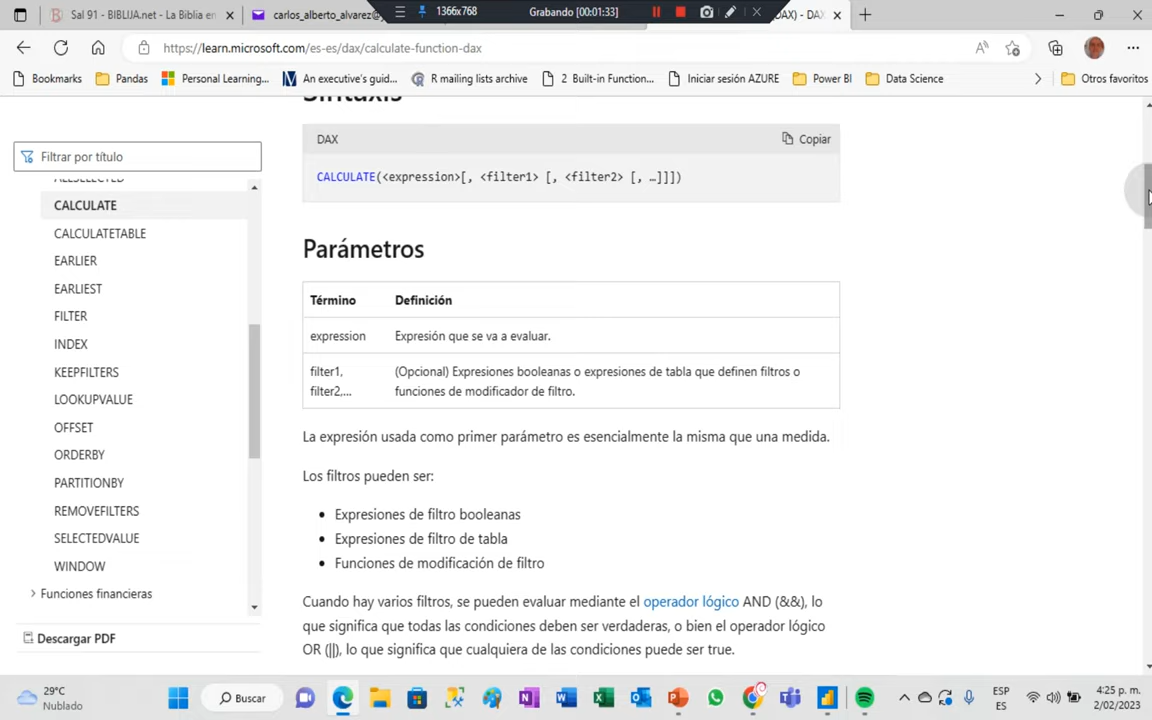 Sal 91 - BIBLIJA.net - La Biblia en
carlos_alberto_alvarez@
1366x768
Grabando [00:01:33]
DAX) - DAX
https://learn.microsoft.com/es-es/dax/calculate-function-dax
Bookmarks
Pandas
Personal Learning...
An executive's guid...
R mailing lists archive
2 Built-in Function...
Iniciar sesión AZURE
Power BI
Data Science
Otros favoritos
Filtrar por título
ALLSELECTED
CALCULATE
CALCULATETABLE
EARLIER
EARLIEST
FILTER
INDEX
KEEPFILTERS
LOOKUPVALUE
OFFSET
ORDERBY
PARTITIONBY
REMOVEFILTERS
SELECTEDVALUE
WINDOW
Funciones financieras
Descargar PDF
Sintaxis
DAX
Copiar
CALCULATE(<expression>[, <filter1> [, <filter2> [, …]]])
Parámetros
Término Definición
expression Expresión que se va a evaluar.
filter1, (Opcional) Expresiones booleanas o expresiones de tabla que definen filtros o
filter2,... funciones de modificador de filtro.
La expresión usada como primer parámetro es esencialmente la misma que una medida.
Los filtros pueden ser:
• Expresiones de filtro booleanas
• Expresiones de filtro de tabla
• Funciones de modificación de filtro
Cuando hay varios filtros, se pueden evaluar mediante el operador lógico AND (&&), lo
que significa que todas las condiciones deben ser verdaderas, o bien el operador lógico
OR (||), lo que significa que cualquiera de las condiciones puede ser true.
29°C
Nublado
Buscar
ESP
ES
4:25 p. m.
2/02/2023